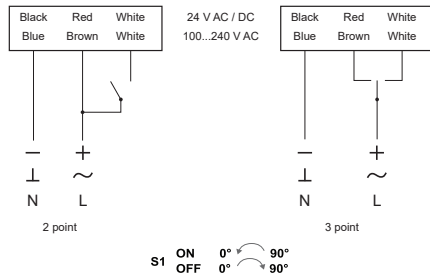 Black Red White 24 V AC / DC Black Red White
Blue Brown White 100...240 V AC Blue Brown White
– + – +
⊥ ~ ⊥ ~
N L N L
2 point 3 point
S1 ON 0° 90°
OFF 0° 90°